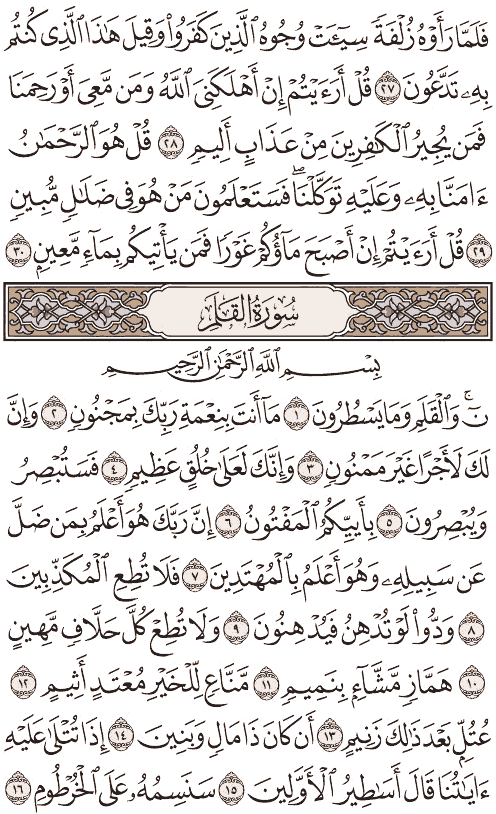 فَلَمَّا رَأَوْهُ زُلْفَةً سِيٓـَٔتْ وُجُوهُ ٱلَّذِينَ كَفَرُوا۟ وَقِيلَ هَٰذَا ٱلَّذِى كُنتُم
بِهِۦ تَدَّعُونَ ٢٧ قُلْ أَرَءَيْتُمْ إِنْ أَهْلَكَنِىَ ٱللَّهُ وَمَن مَّعِىَ أَوْ رَحِمَنَا
فَمَن يُجِيرُ ٱلْكَٰفِرِينَ مِنْ عَذَابٍ أَلِيمٍ ٢٨ قُلْ هُوَ ٱلرَّحْمَٰنُ
ءَامَنَّا بِهِۦ وَعَلَيْهِ تَوَكَّلْنَاۖ فَسَتَعْلَمُونَ مَنْ هُوَ فِى ضَلَٰلٍ مُّبِينٍ
٢٩ قُلْ أَرَءَيْتُمْ إِنْ أَصْبَحَ مَآؤُكُمْ غَوْرًا فَمَن يَأْتِيكُم بِمَآءٍ مَّعِينٍۭ ٣٠
سُورَةُ ٱلْقَلَمِ
بِسْمِ ٱللَّهِ ٱلرَّحْمَٰنِ ٱلرَّحِيمِ
نٓۚ وَٱلْقَلَمِ وَمَا يَسْطُرُونَ ١ مَآ أَنتَ بِنِعْمَةِ رَبِّكَ بِمَجْنُونٍ ٢ وَإِنَّ
لَكَ لَأَجْرًا غَيْرَ مَمْنُونٍ ٣ وَإِنَّكَ لَعَلَىٰ خُلُقٍ عَظِيمٍ ٤ فَسَتُبْصِرُ
وَيُبْصِرُونَ ٥ بِأَييِّكُمُ ٱلْمَفْتُونُ ٦ إِنَّ رَبَّكَ هُوَ أَعْلَمُ بِمَن ضَلَّ
عَن سَبِيلِهِۦ وَهُوَ أَعْلَمُ بِٱلْمُهْتَدِينَ ٧ فَلَا تُطِعِ ٱلْمُكَذِّبِينَ
٨ وَدُّوا۟ لَوْ تُدْهِنُ فَيُدْهِنُونَ ٩ وَلَا تُطِعْ كُلَّ حَلَّافٍ مَّهِينٍ
١٠ هَمَّازٍ مَّشَّآءٍۭ بِنَمِيمٍ ١١ مَّنَّاعٍ لِّلْخَيْرِ مُعْتَدٍ أَثِيمٍ ١٢
عُتُلٍّۭ بَعْدَ ذَٰلِكَ زَنِيمٍ ١٣ أَن كَانَ ذَا مَالٍ وَبَنِينَ ١٤ إِذَا تُتْلَىٰ عَلَيْهِ
ءَايَٰتُنَا قَالَ أَسَٰطِيرُ ٱلْأَوَّلِينَ ١٥ سَنَسِمُهُۥ عَلَى ٱلْخُرْطُومِ ١٦